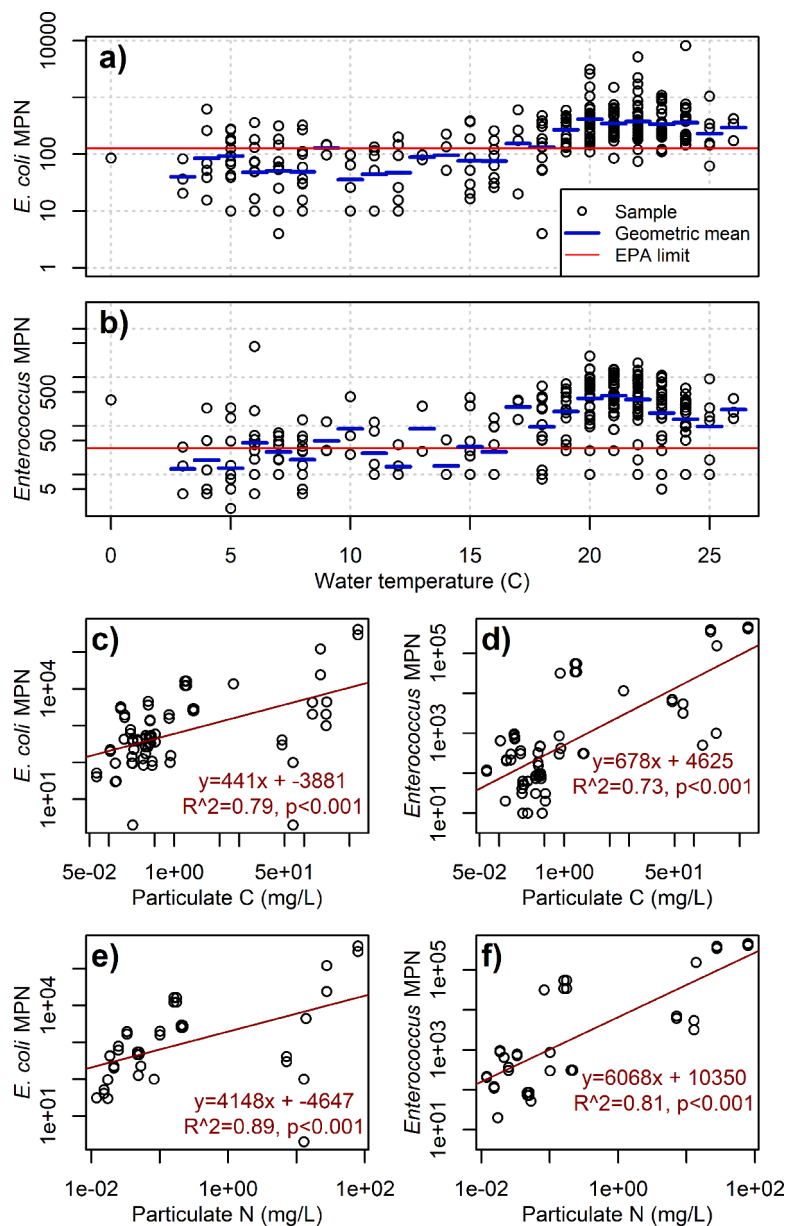 a)
E. coli MPN
10000
100
10
1
Sample
Geometric mean
EPA limit
b)
Enterococcus MPN
500
50
5
0 5 10 15 20 25
Water temperature (C)
c)
E. coli MPN
1e+04
1e+01
y=441x + -3881
R^2=0.79, p<0.001
5e-02 1e+00 5e+01
Particulate C (mg/L)
d)
Enterococcus MPN
1e+05
1e+03
1e+01
y=678x + 4625
R^2=0.73, p<0.001
5e-02 1e+00 5e+01
Particulate C (mg/L)
e)
E. coli MPN
1e+04
1e+01
y=4148x + -4647
R^2=0.89, p<0.001
1e-02 1e+00 1e+02
Particulate N (mg/L)
f)
Enterococcus MPN
1e+05
1e+03
1e+01
y=6068x + 10350
R^2=0.81, p<0.001
1e-02 1e+00 1e+02
Particulate N (mg/L)